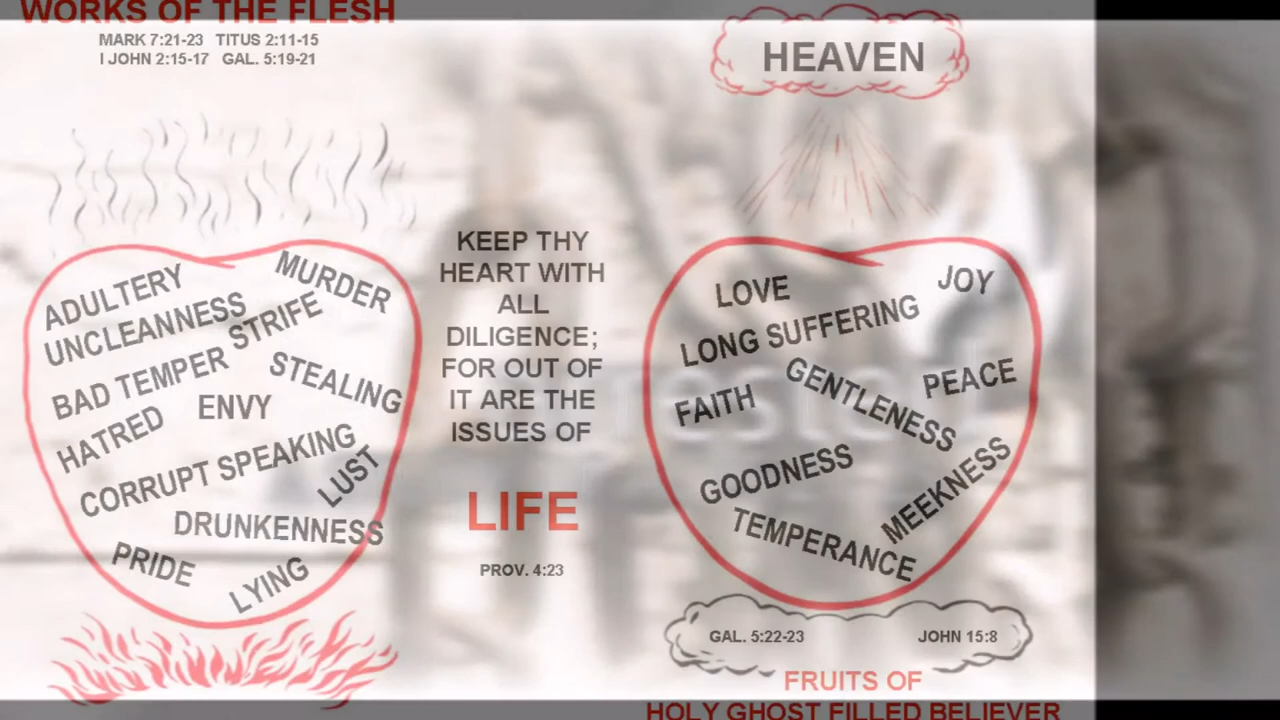 WORKS OF THE FLESH
MARK 7:21-23 TITUS 2:11-15
I JOHN 2:15-17 GAL. 5:19-21
ADULTERY
MURDER
UNCLEANNESS
STRIFE
BAD TEMPER
STEALING
ENVY
HATRED
CORRUPT SPEAKING
LUST
DRUNKENNESS
PRIDE
LYING
KEEP THY
HEART WITH
ALL
DILIGENCE;
FOR OUT OF
IT ARE THE
ISSUES OF
LIFE
PROV. 4:23
HEAVEN
LOVE
JOY
LONG SUFFERING
GENTLENESS
PEACE
FAITH
GOODNESS
MEEKNESS
TEMPERANCE
GAL. 5:22-23
JOHN 15:8
FRUITS OF
HOLY GHOST FILLED BELIEVER